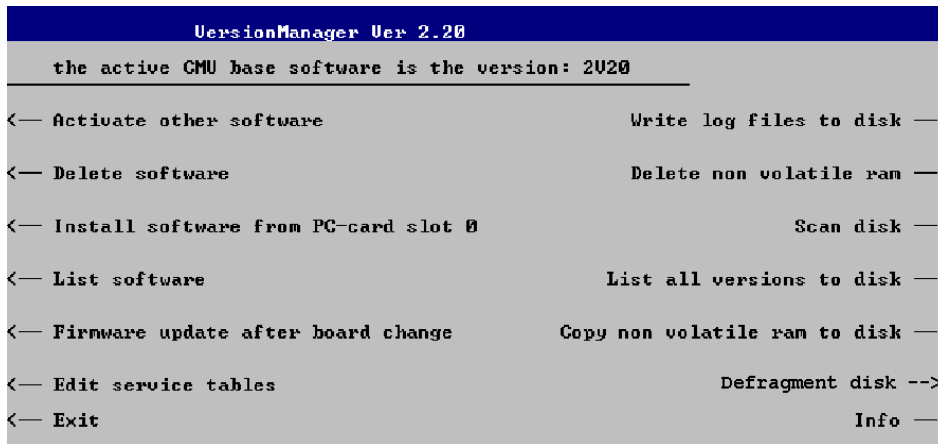 VersionManager Ver 2.20
the active CMU base software is the version: 2V20
<— Activate other software Write log files to disk —
<— Delete software Delete non volatile ram —
<— Install software from PC-card slot 0 Scan disk —
<— List software List all versions to disk —
<— Firmware update after board change Copy non volatile ram to disk —
<— Edit service tables Defragment disk -->
<— Exit Info —